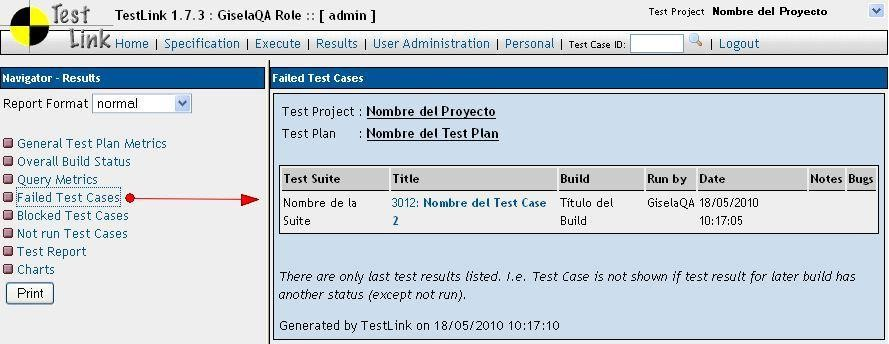 Test Link
TestLink 1.7.3 : GiselaQA Role :: [ admin ]
Test Project Nombre del Proyecto
Home | Specification | Execute | Results | User Administration | Personal | Test Case ID: | Logout
Navigator - Results
Report Format normal
General Test Plan Metrics
Overall Build Status
Query Metrics
Failed Test Cases
Blocked Test Cases
Not run Test Cases
Test Report
Charts
Print
Failed Test Cases
Test Project : Nombre del Proyecto
Test Plan : Nombre del Test Plan
Test Suite Title Build Run by Date Notes Bugs
Nombre de la 3012: Nombre del Test Case Título del GiselaQA 18/05/2010
Suite 2 Build 10:17:05
There are only last test results listed. I.e. Test Case is not shown if test result for later build has
another status (except not run).
Generated by TestLink on 18/05/2010 10:17:10